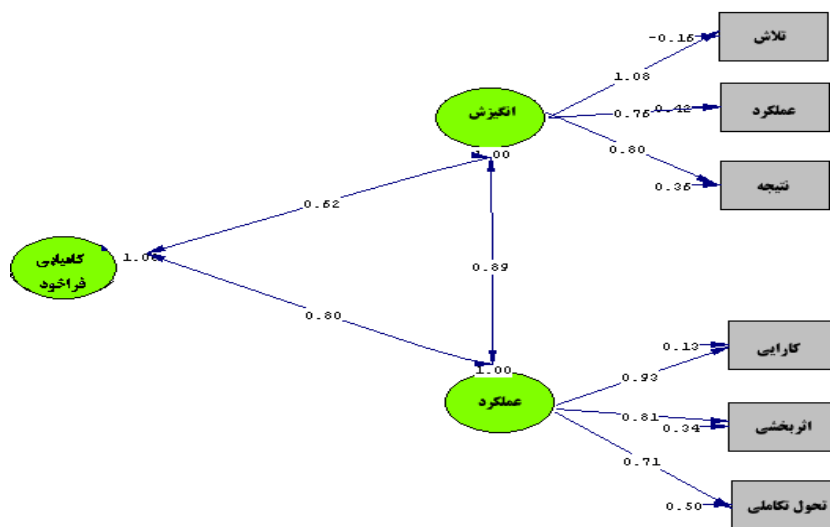 تلاش
-0.16
1.08
انگیزش
عملکرد
0.42
0.76
0.80
1.00
نتیجه
0.36
0.62
کامیابی
فراخود
0.89
0.80
کارایی
0.13
1.00
0.93
عملکرد
0.81
اثربخشی
0.34
0.71
تحول تکاملی
0.50